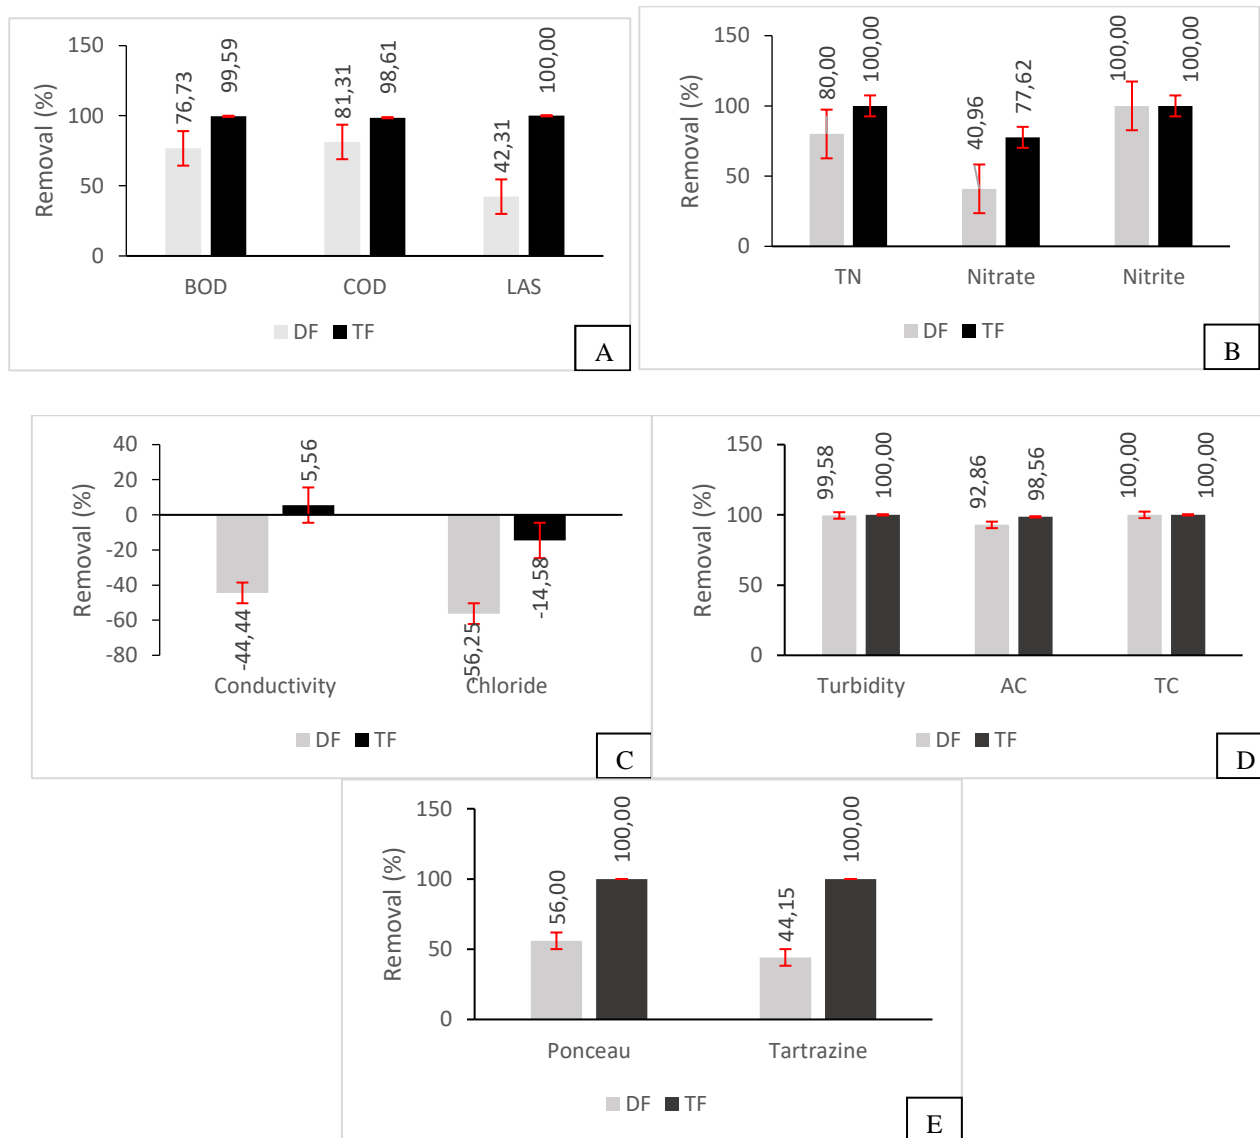 150
100
50
0
Removal (%)
76,73
99,59
81,31
98,61
42,31
100,00
BOD COD LAS
DF TF
A
150
100
50
0
Removal (%)
80,00
100,00
40,96
77,62
100,00
100,00
TN Nitrate Nitrite
DF TF
B
40
20
0
-20
-40
-60
-80
Removal (%)
-44,44
5,56
-56,25
-14,58
Conductivity Chloride
DF TF
C
150
100
50
0
Removal (%)
99,58
100,00
92,86
98,56
100,00
100,00
Turbidity AC TC
DF TF
D
150
100
50
0
Removal (%)
56,00
100,00
44,15
100,00
Ponceau Tartrazine
DF TF
E